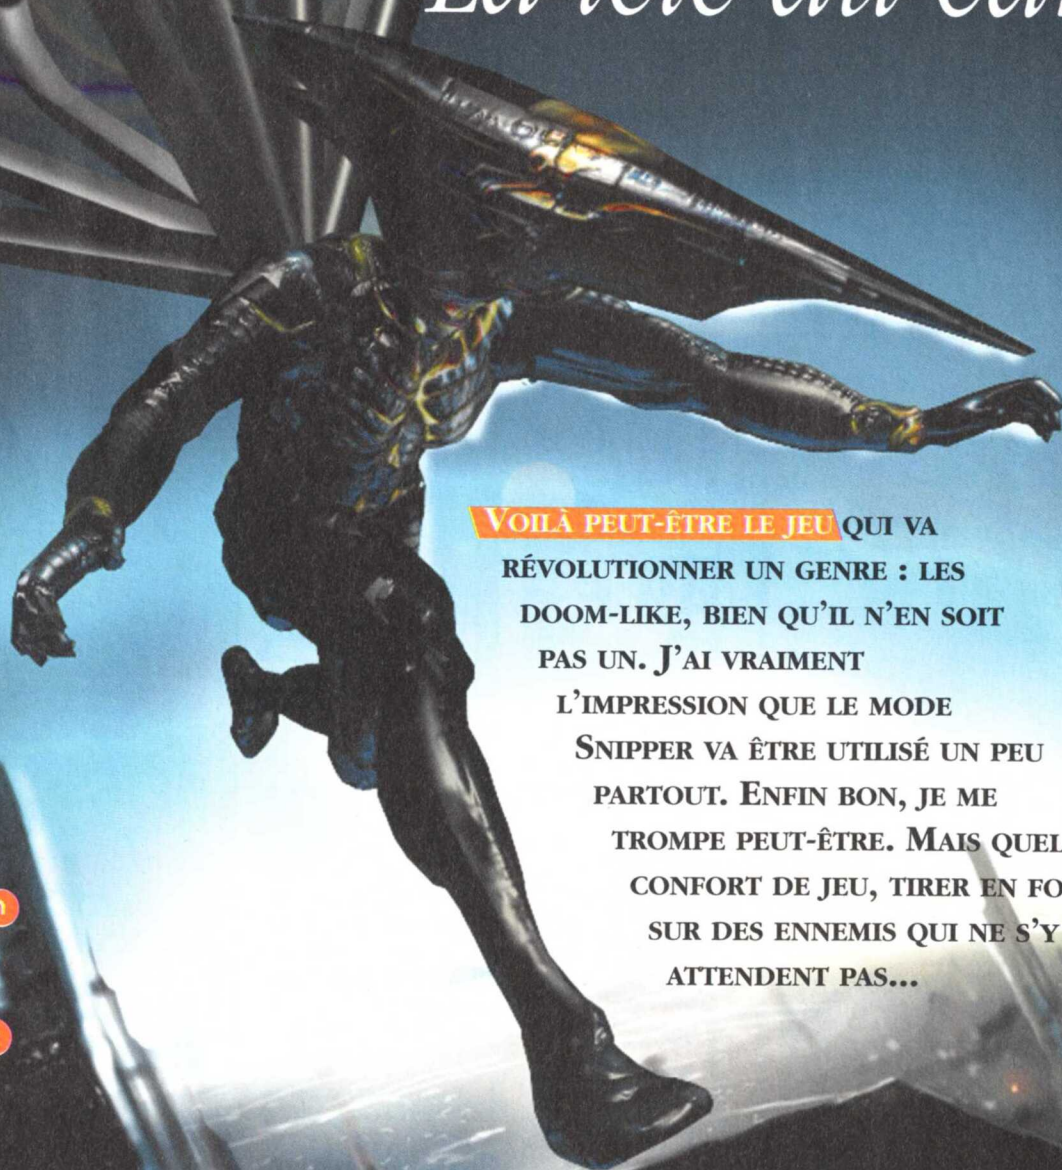 VOILÀ PEUT-ÊTRE LE JEU QUI VA
RÉVOLUTIONNER UN GENRE : LES
DOOM-LIKE, BIEN QU'IL N'EN SOIT
PAS UN. J'AI VRAIMENT
L'IMPRESSION QUE LE MODE
SNIPPER VA ÊTRE UTILISÉ UN PEU
PARTOUT. ENFIN BON, JE ME
TROMPE PEUT-ÊTRE. MAIS QUEL
CONFORT DE JEU, TIRER EN
SUR DES ENNEMIS QUI NE S'Y
ATTENDENT PAS...